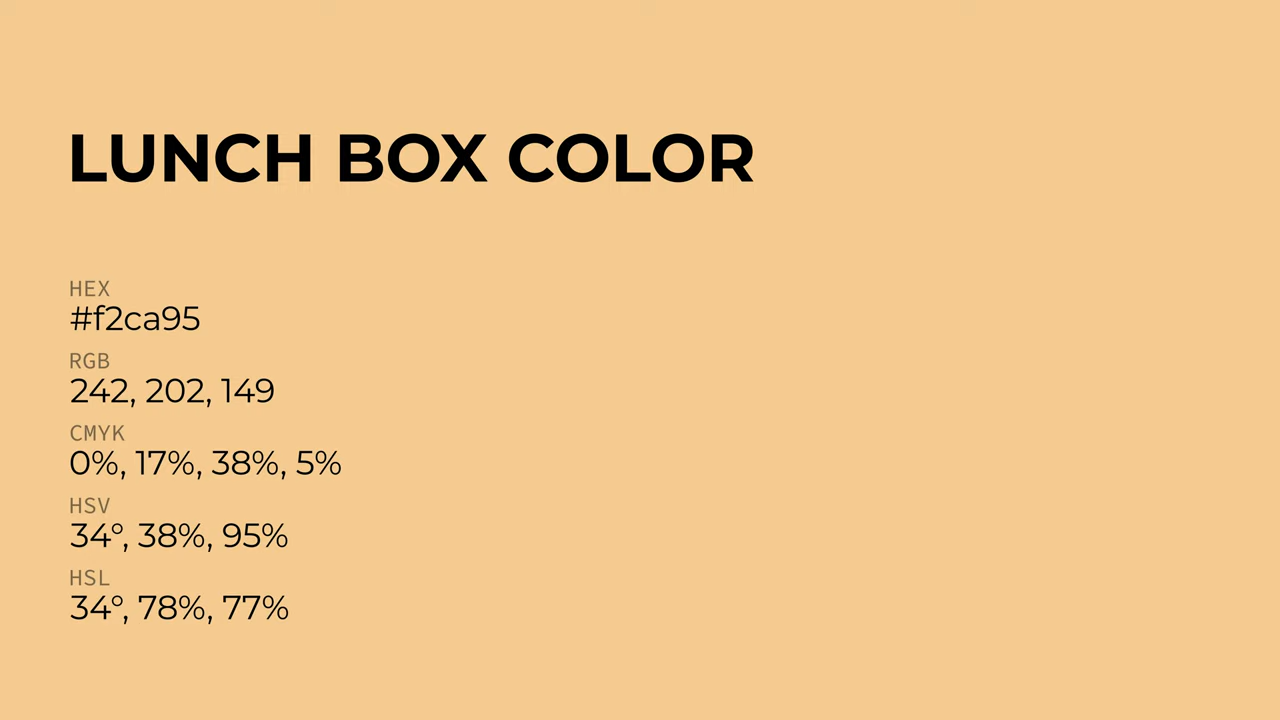 LUNCH BOX COLOR
HEX
#f2ca95
RGB
242, 202, 149
CMYK
0%, 17%, 38%, 5%
HSV
34°, 38%, 95%
HSL
34°, 78%, 77%